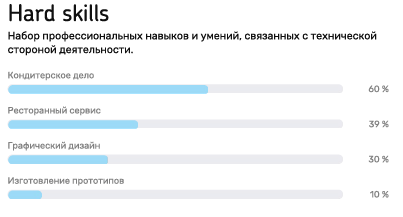 Hard skills
Набор профессиональных навыков и умений, связанных с технической
стороной деятельности.
Кондитерское дело
60 %
Ресторанный сервис
39 %
Графический дизайн
30 %
Изготовление прототипов
10 %